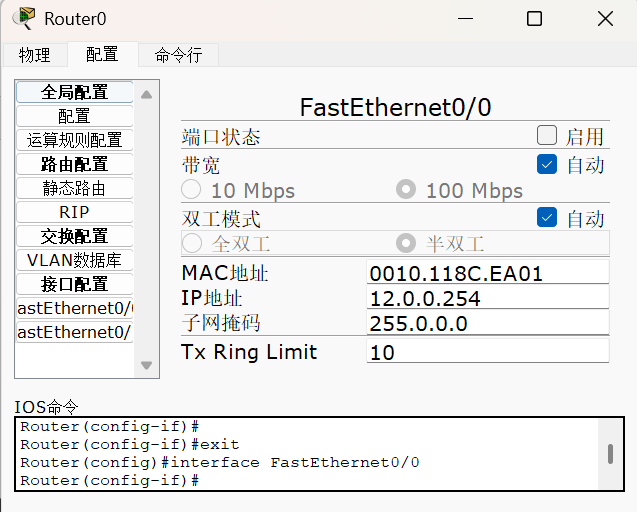 Router0
物理 配置 命令行
全局配置
配置
运算规则配置
路由配置
静态路由
RIP
交换配置
VLAN数据库
接口配置
astEthernet0/
astEthernet0/
FastEthernet0/0
端口状态 启用
带宽 自动
10 Mbps 100 Mbps
双工模式 自动
全双工 半双工
MAC地址 0010.118C.EA01
IP地址 12.0.0.254
子网掩码 255.0.0.0
Tx Ring Limit 10
IOS命令
Router(config-if)#
Router(config-if)#exit
Router(config)#interface FastEthernet0/0
Router(config-if)#